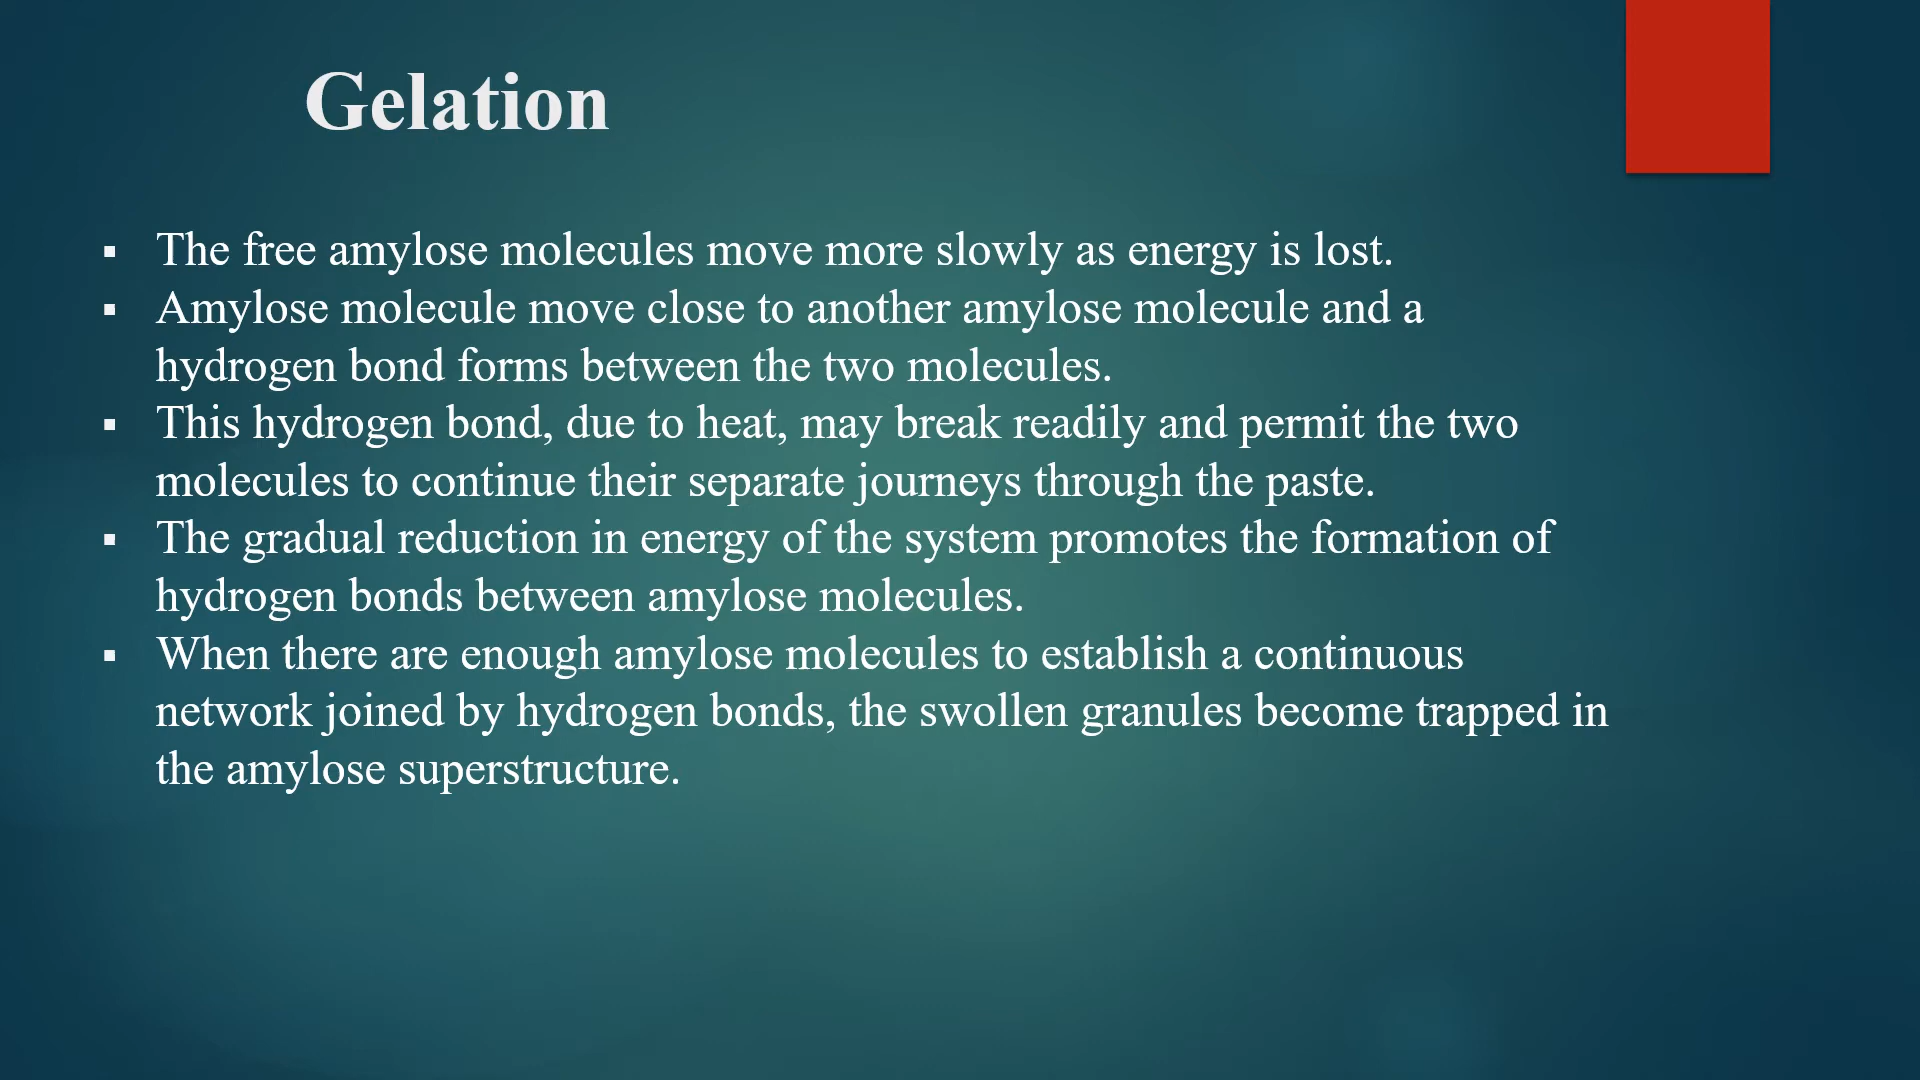 Gelation
▪ The free amylose molecules move more slowly as energy is lost.
▪ Amylose molecule move close to another amylose molecule and a
hydrogen bond forms between the two molecules.
▪ This hydrogen bond, due to heat, may break readily and permit the two
molecules to continue their separate journeys through the paste.
▪ The gradual reduction in energy of the system promotes the formation of
hydrogen bonds between amylose molecules.
▪ When there are enough amylose molecules to establish a continuous
network joined by hydrogen bonds, the swollen granules become trapped in
the amylose superstructure.